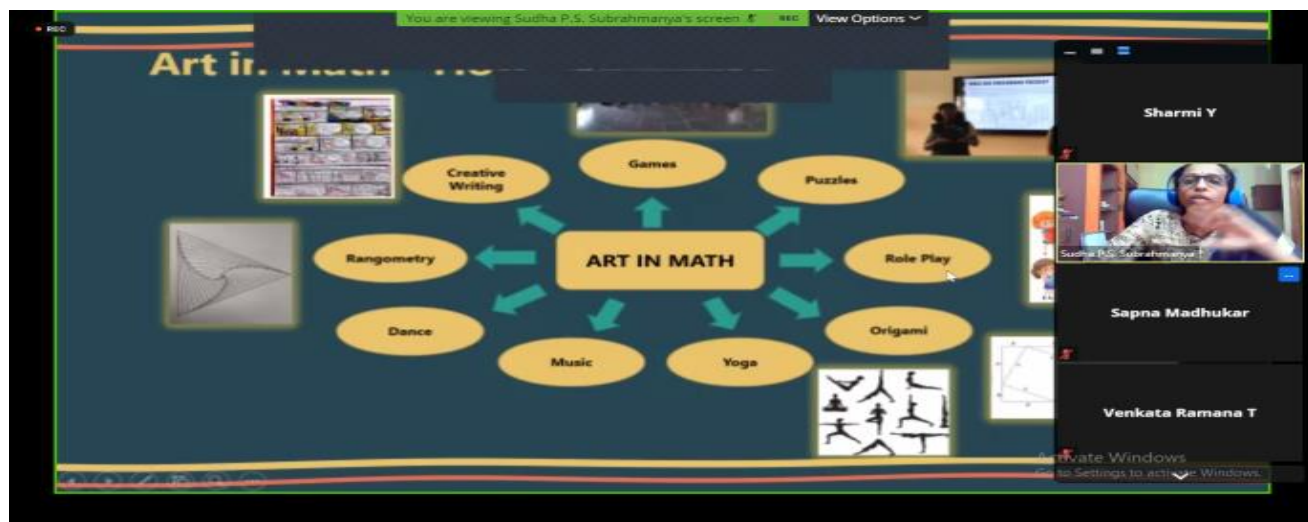 You are viewing Sudha P.S. Subrahmanya's screen
REC
View Options
REC
Art in Math
Sharmi Y
Games
Creative
Writing
Puzzles
ART IN MATH
Rangometry
Role Play
Sudha P.S. Subrahmanya
Dance
Origami
Music
Yoga
Sapna Madhukar
Venkata Ramana T
Activate Windows
Go to Settings to activate Windows.